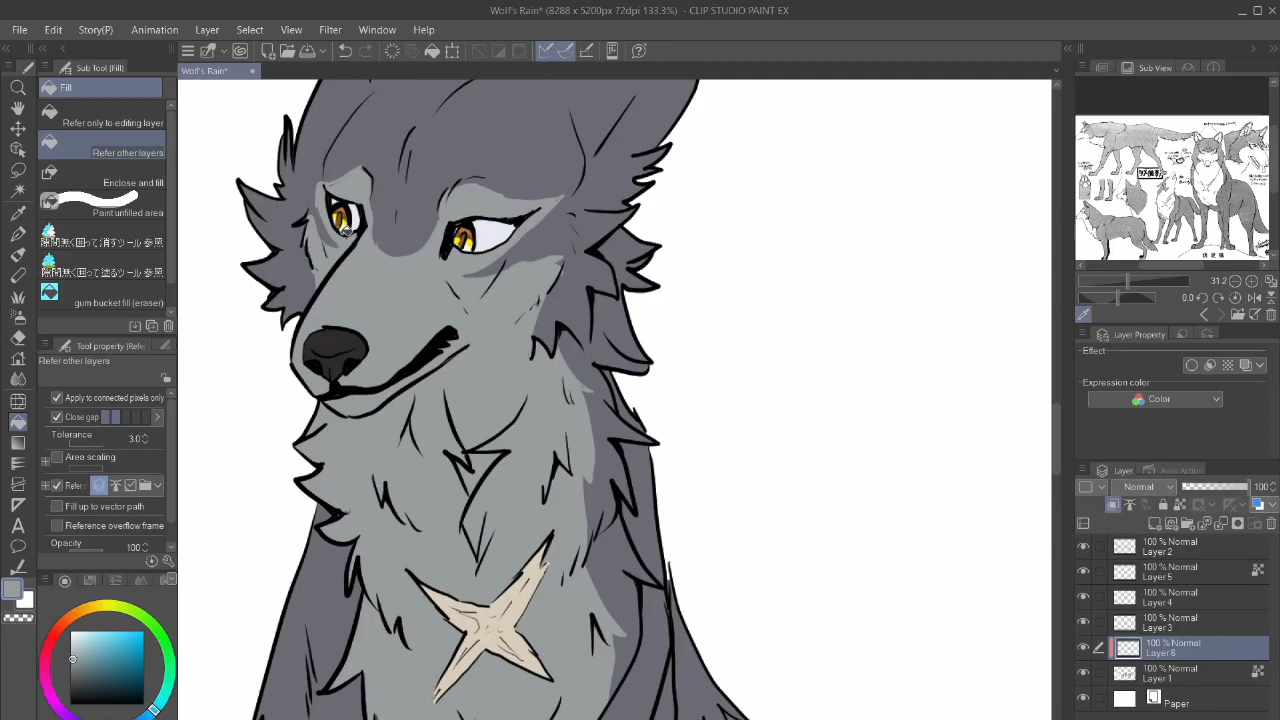 Wolf's Rain* (8288 x 5200px 72dpi 133.3%) - CLIP STUDIO PAINT EX
File Edit Story(P) Animation Layer Select View Filter Window Help
Sub Tool [Fill]
Wolf's Rain*
Sub View
Fill
Refer only to editing layer
Refer other layers
Enclose and fill
Paint unfilled area
gum bucket fill (eraser)
Tool property [Refer
Refer other layers
Apply to connected pixels only
Close gap
Tolerance
3.0
Area scaling
Refer
Fill up to vector path
Reference overflow frame
Opacity
100
31.2
0.0
Layer Property
Effect
Expression color
Color
Layer
Auto Action
Normal
100
100 % Normal
Layer 2
100 % Normal
Layer 5
100 % Normal
Layer 4
100 % Normal
Layer 3
100 % Normal
Layer 6
100 % Normal
Layer 1
Paper